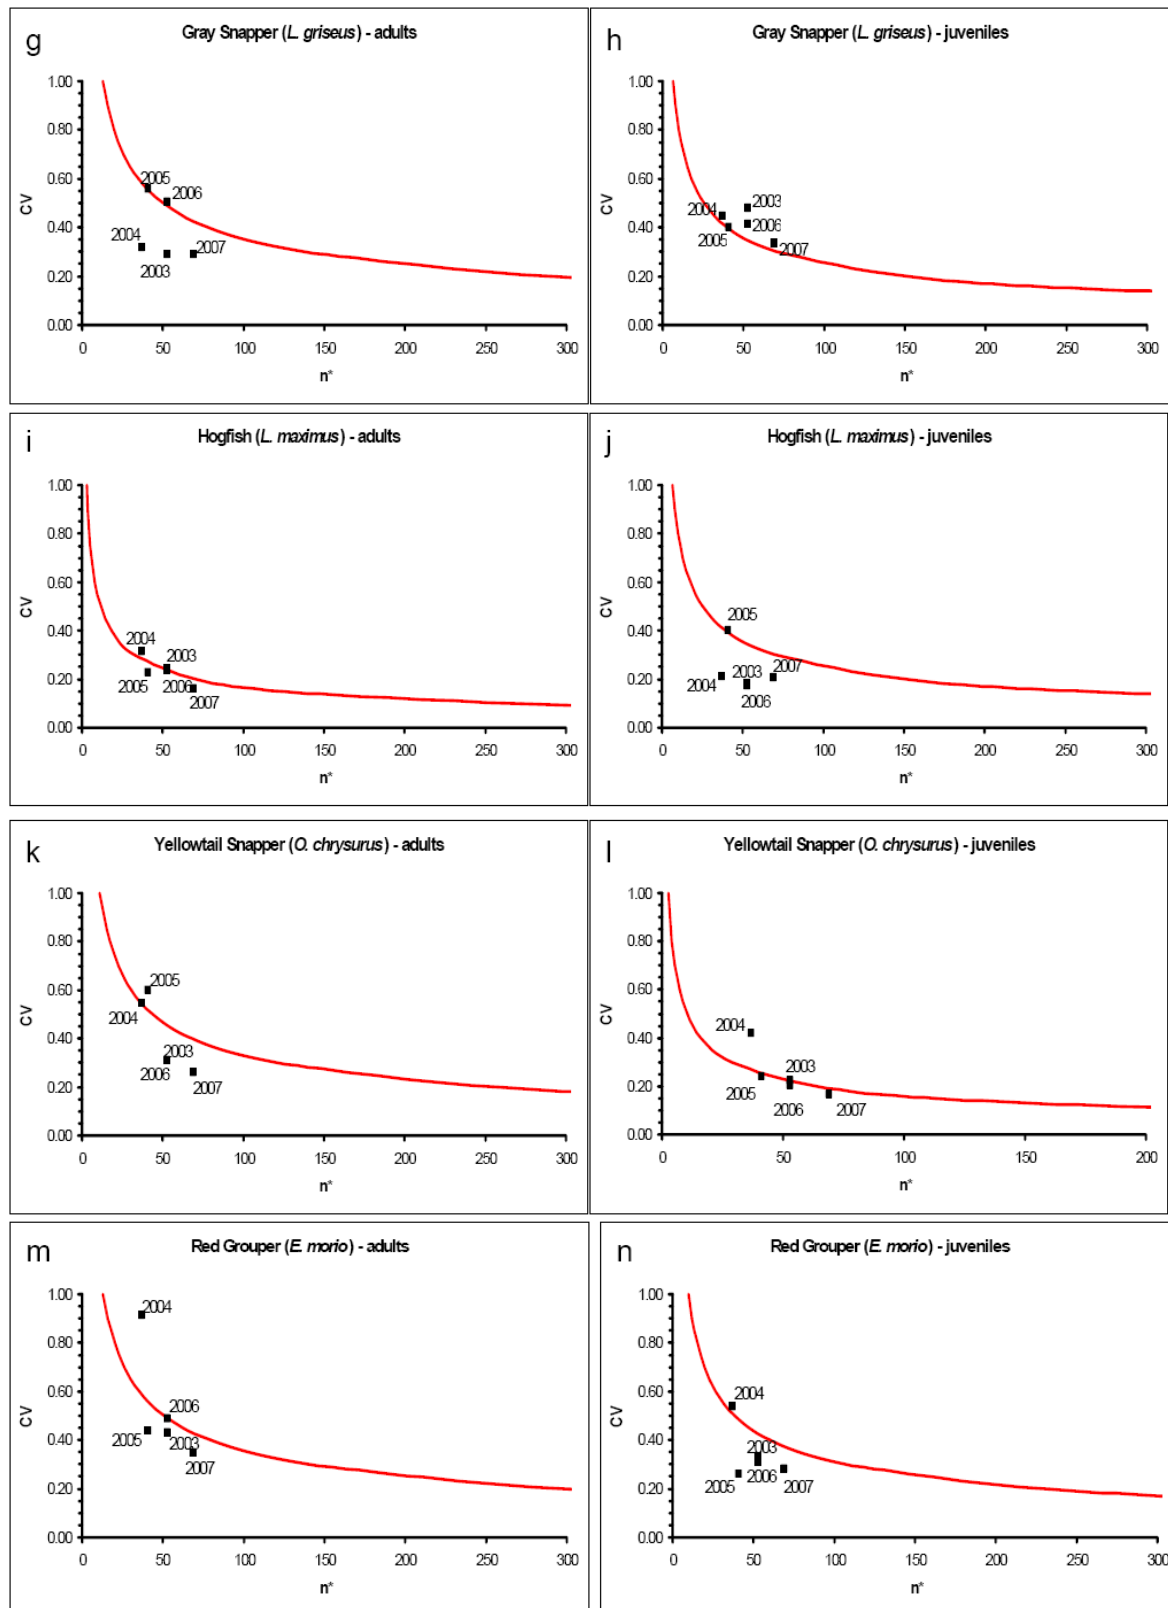 g
Gray Snapper (L. griseus) - adults
1.00
0.80
0.60
0.40
0.20
0.00
CV
2005
2006
2004
2003
2007
0 50 100 150 200 250 300
n*
h
Gray Snapper (L. griseus) - juveniles
1.00
0.80
0.60
0.40
0.20
0.00
CV
2003
2004
2006
2005
2007
0 50 100 150 200 250 300
n*
i
Hogfish (L. maximus) - adults
1.00
0.80
0.60
0.40
0.20
0.00
CV
2004
2003
2005
2006
2007
0 50 100 150 200 250 300
n*
j
Hogfish (L. maximus) - juveniles
1.00
0.80
0.60
0.40
0.20
0.00
CV
2005
2003
2007
2004
2006
0 50 100 150 200 250 300
n*
k
Yellowtail Snapper (O. chrysurus) - adults
1.00
0.80
0.60
0.40
0.20
0.00
CV
2005
2004
2003
2006
2007
0 50 100 150 200 250 300
n*
l
Yellowtail Snapper (O. chrysurus) - juveniles
1.00
0.80
0.60
0.40
0.20
0.00
CV
2004
2003
2005
2006
2007
0 50 100 150 200
n*
m
Red Grouper (E. morio) - adults
1.00
0.80
0.60
0.40
0.20
0.00
CV
2004
2006
2005
2003
2007
0 50 100 150 200 250 300
n*
n
Red Grouper (E. morio) - juveniles
1.00
0.80
0.60
0.40
0.20
0.00
CV
2004
2003
2005
2006
2007
0 50 100 150 200 250 300
n*